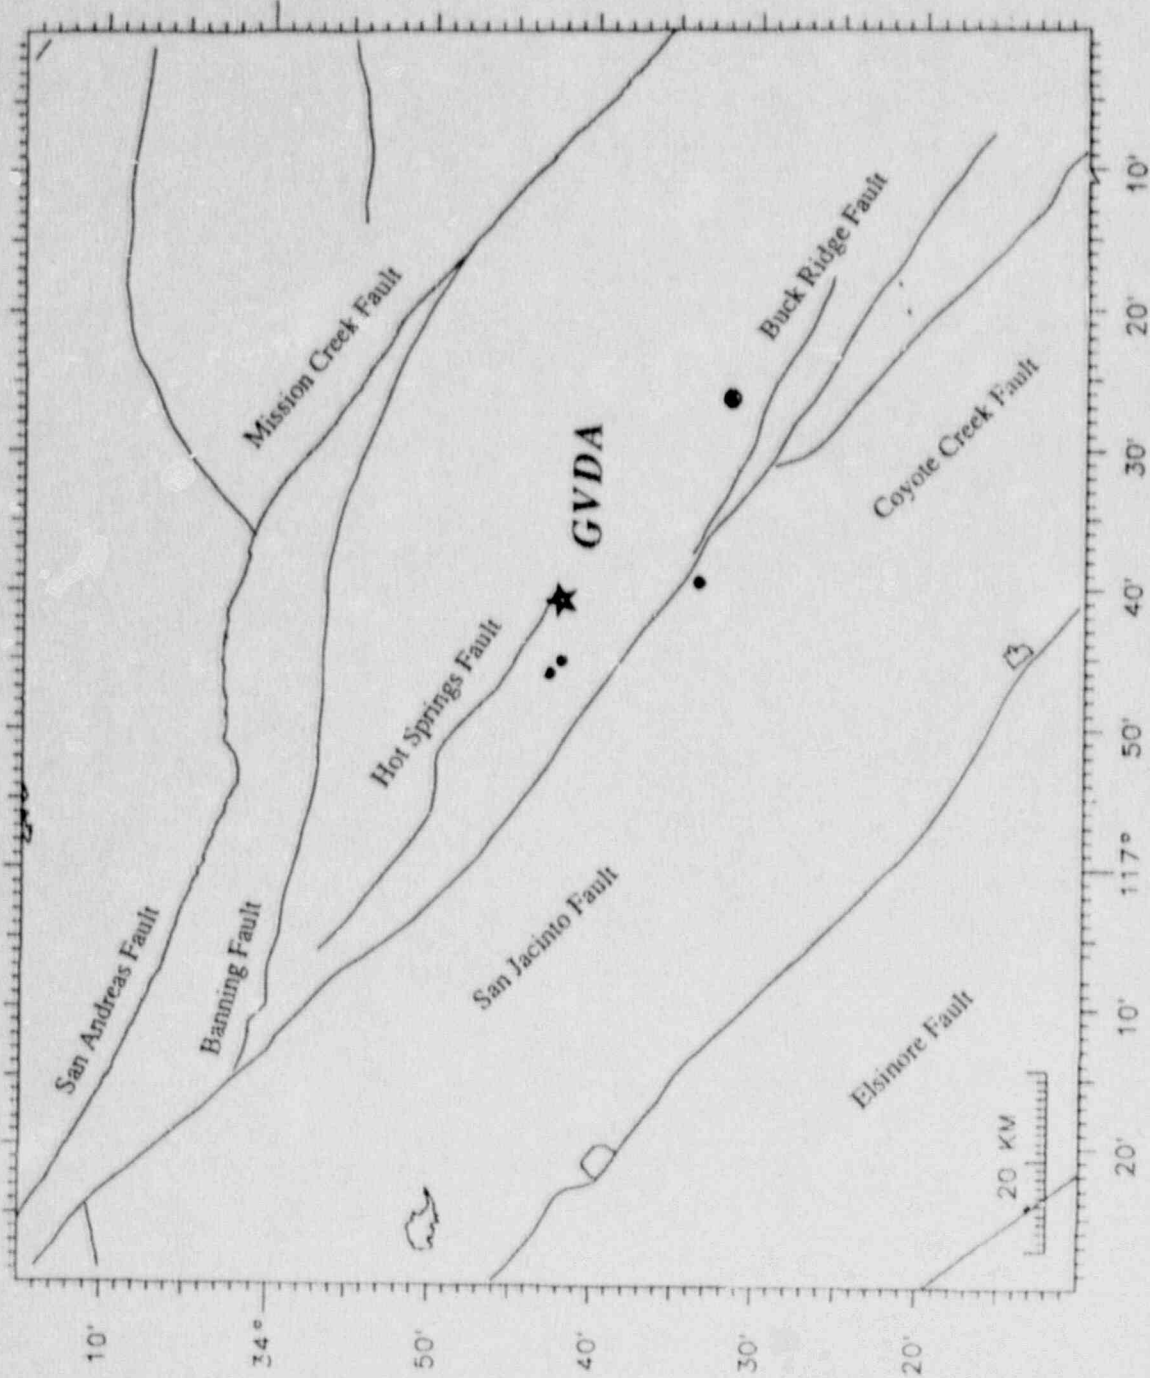 Mission Creek Fault
Buck Ridge Fault
GVDA
Hot Springs Fault
Coyote Creek Fault
San Andreas Fault
Banning Fault
San Jacinto Fault
Elsinore Fault
20 KM
10'
34°
50'
40'
30'
20'
20'
10'
117°
50'
40'
30'
20'
10'